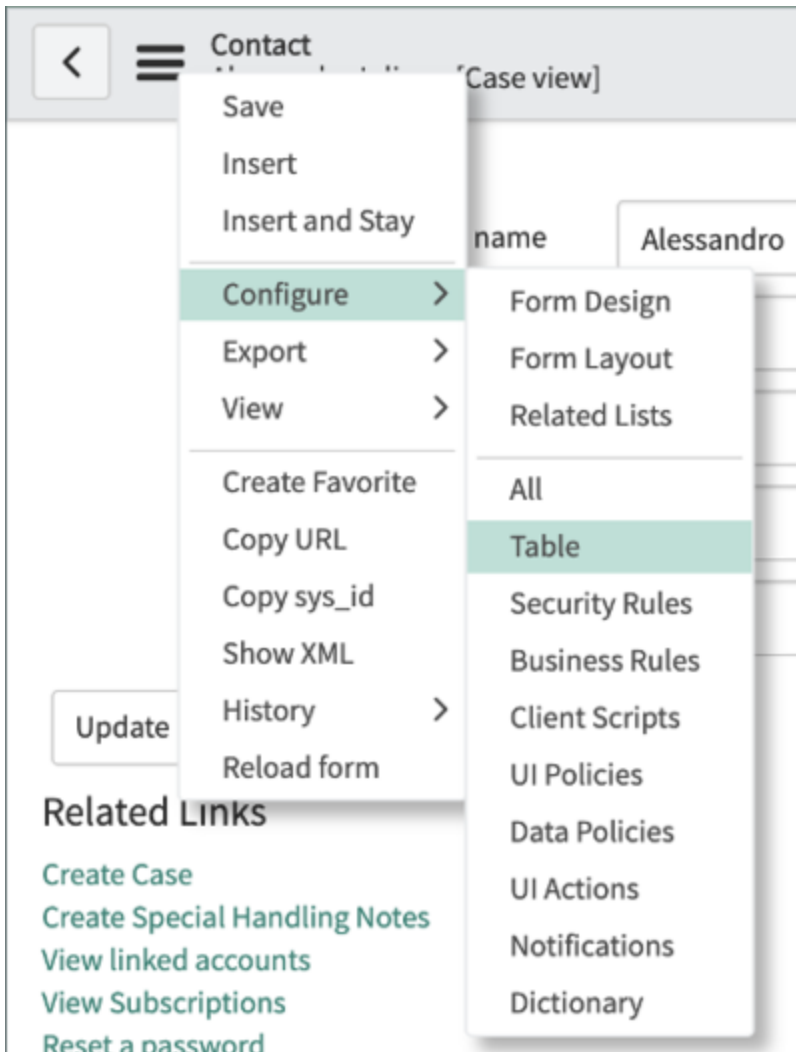 Contact
[Case view]
Save
Insert
Insert and Stay
Configure
Export
View
Create Favorite
Copy URL
Copy sys_id
Show XML
History
Reload form
name
Alessandro
Form Design
Form Layout
Related Lists
All
Table
Security Rules
Business Rules
Client Scripts
UI Policies
Data Policies
UI Actions
Notifications
Dictionary
Update
Related Links
Create Case
Create Special Handling Notes
View linked accounts
View Subscriptions
Reset a password